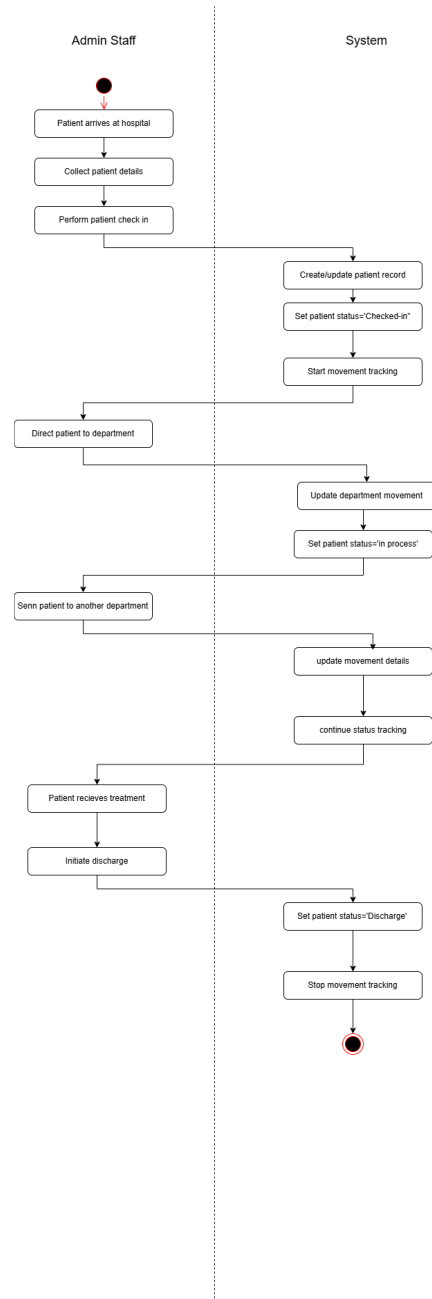 Admin Staff
System
Patient arrives at hospital
Collect patient details
Perform patient check in
Create/update patient record
Set patient status='Checked-in"
Start movement tracking
Direct patient to department
Update department movement
Set patient status='in process'
Senn patient to another department
update movement details
continue status tracking
Patient recieves treatment
Initiate discharge
Set patient status='Discharge'
Stop movement tracking